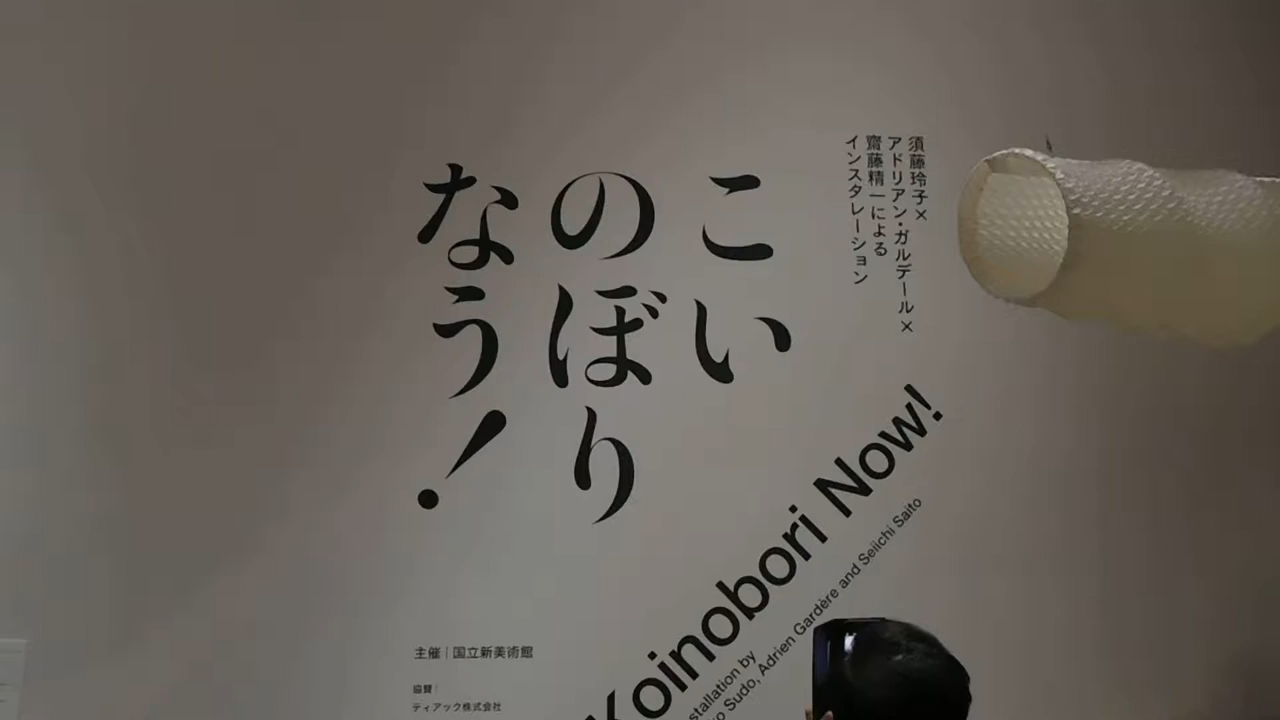 須藤玲子×
アドリアン・ガルデール×
齋藤精一による
インスタレーション
こい
のぼり
なう!
Koinobori Now!
by
Sudo, Adrien Gardère and Seiichi Saito
主催|国立新美術館
協賛:
ティアック株式会社